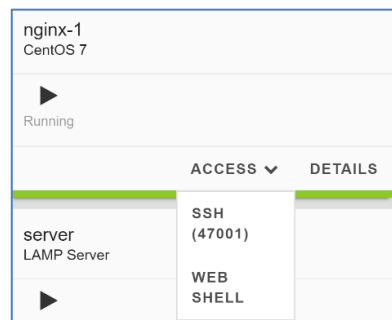 nginx-1
CentOS 7
Running
ACCESS DETAILS
SSH
(47001)
server
LAMP Server
WEB
SHELL